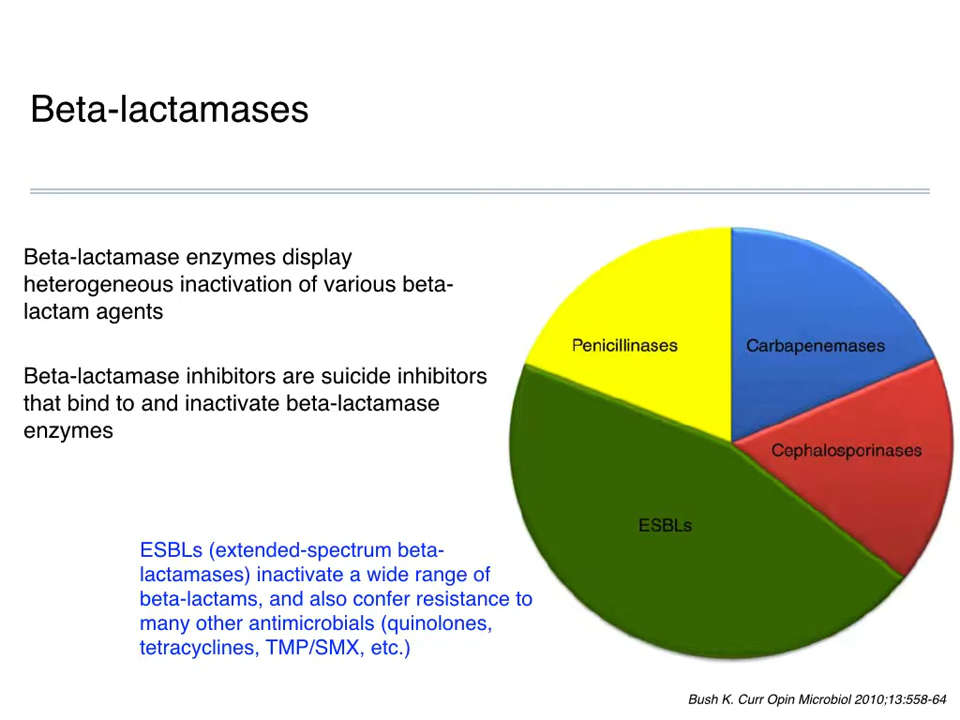 Beta-lactamases
Beta-lactamase enzymes display
heterogeneous inactivation of various beta-
lactam agents
Beta-lactamase inhibitors are suicide inhibitors
that bind to and inactivate beta-lactamase
enzymes
Penicillinases
Carbapenemases
Cephalosporinases
ESBLs
ESBLs (extended-spectrum beta-
lactamases) inactivate a wide range of
beta-lactams, and also confer resistance to
many other antimicrobials (quinolones,
tetracyclines, TMP/SMX, etc.)
Bush K. Curr Opin Microbiol 2010;13:558-64